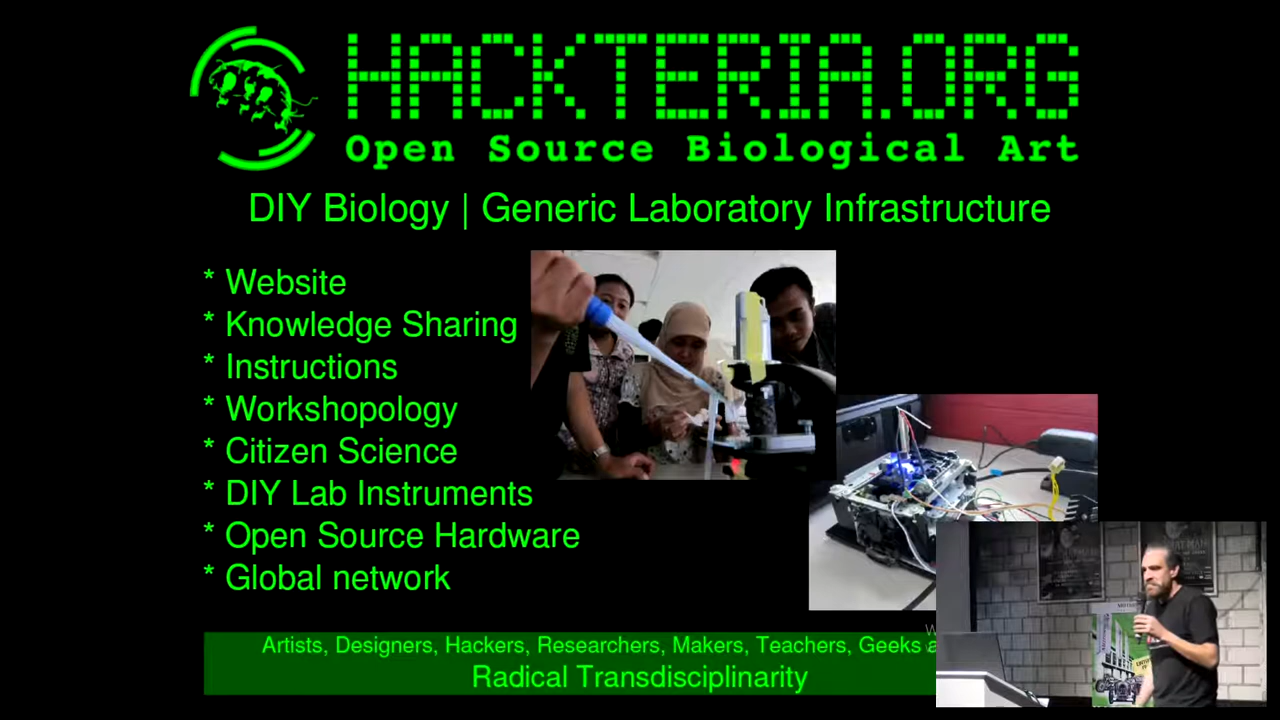 HACKTERIA.ORG
Open Source Biological Art
DIY Biology | Generic Laboratory Infrastructure
* Website
* Knowledge Sharing
* Instructions
* Workshopology
* Citizen Science
* DIY Lab Instruments
* Open Source Hardware
* Global network
Artists, Designers, Hackers, Researchers, Makers, Teachers, Geeks
Radical Transdisciplinarity